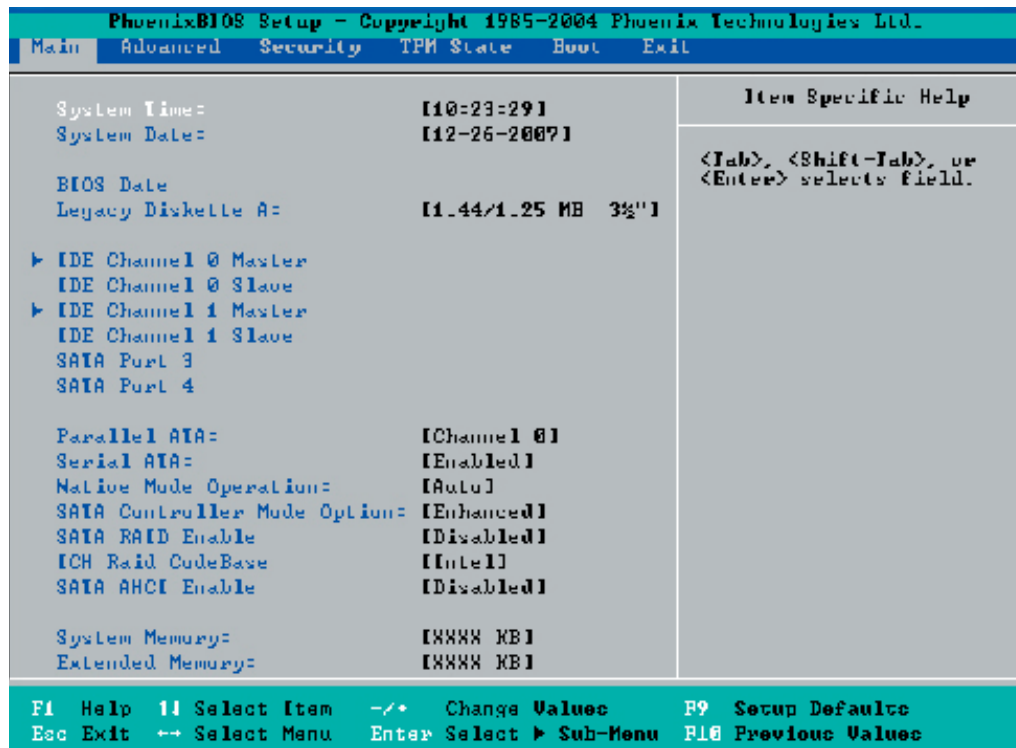 PhoenixBIOS Setup - Copyright 1985-2004 Phoenix Technologies Ltd.
Main Advanced Security TPM State Boot Exit
Item Specific Help
System Time: [10:23:29]
System Date: [12-26-2007]
<Tab>, <Shift-Tab>, or
<Enter> selects field.
BIOS Date
Legacy Diskette A: [1.44/1.25 MB 3½"]
▶ IDE Channel 0 Master
IDE Channel 0 Slave
▶ IDE Channel 1 Master
IDE Channel 1 Slave
SATA Port 3
SATA Port 4
Parallel ATA: [Channel 0]
Serial ATA: [Enabled]
Native Mode Operation: [Auto]
SATA Controller Mode Option: [Enhanced]
SATA RAID Enable [Disabled]
ICH Raid CodeBase [Intel]
SATA AHCI Enable [Disabled]
System Memory: [XXXX KB]
Extended Memory: [XXXX KB]
F1 Help ↑↓ Select Item -/+ Change Values F9 Setup Defaults
Esc Exit ←→ Select Menu Enter Select ▶ Sub-Menu F10 Previous Values